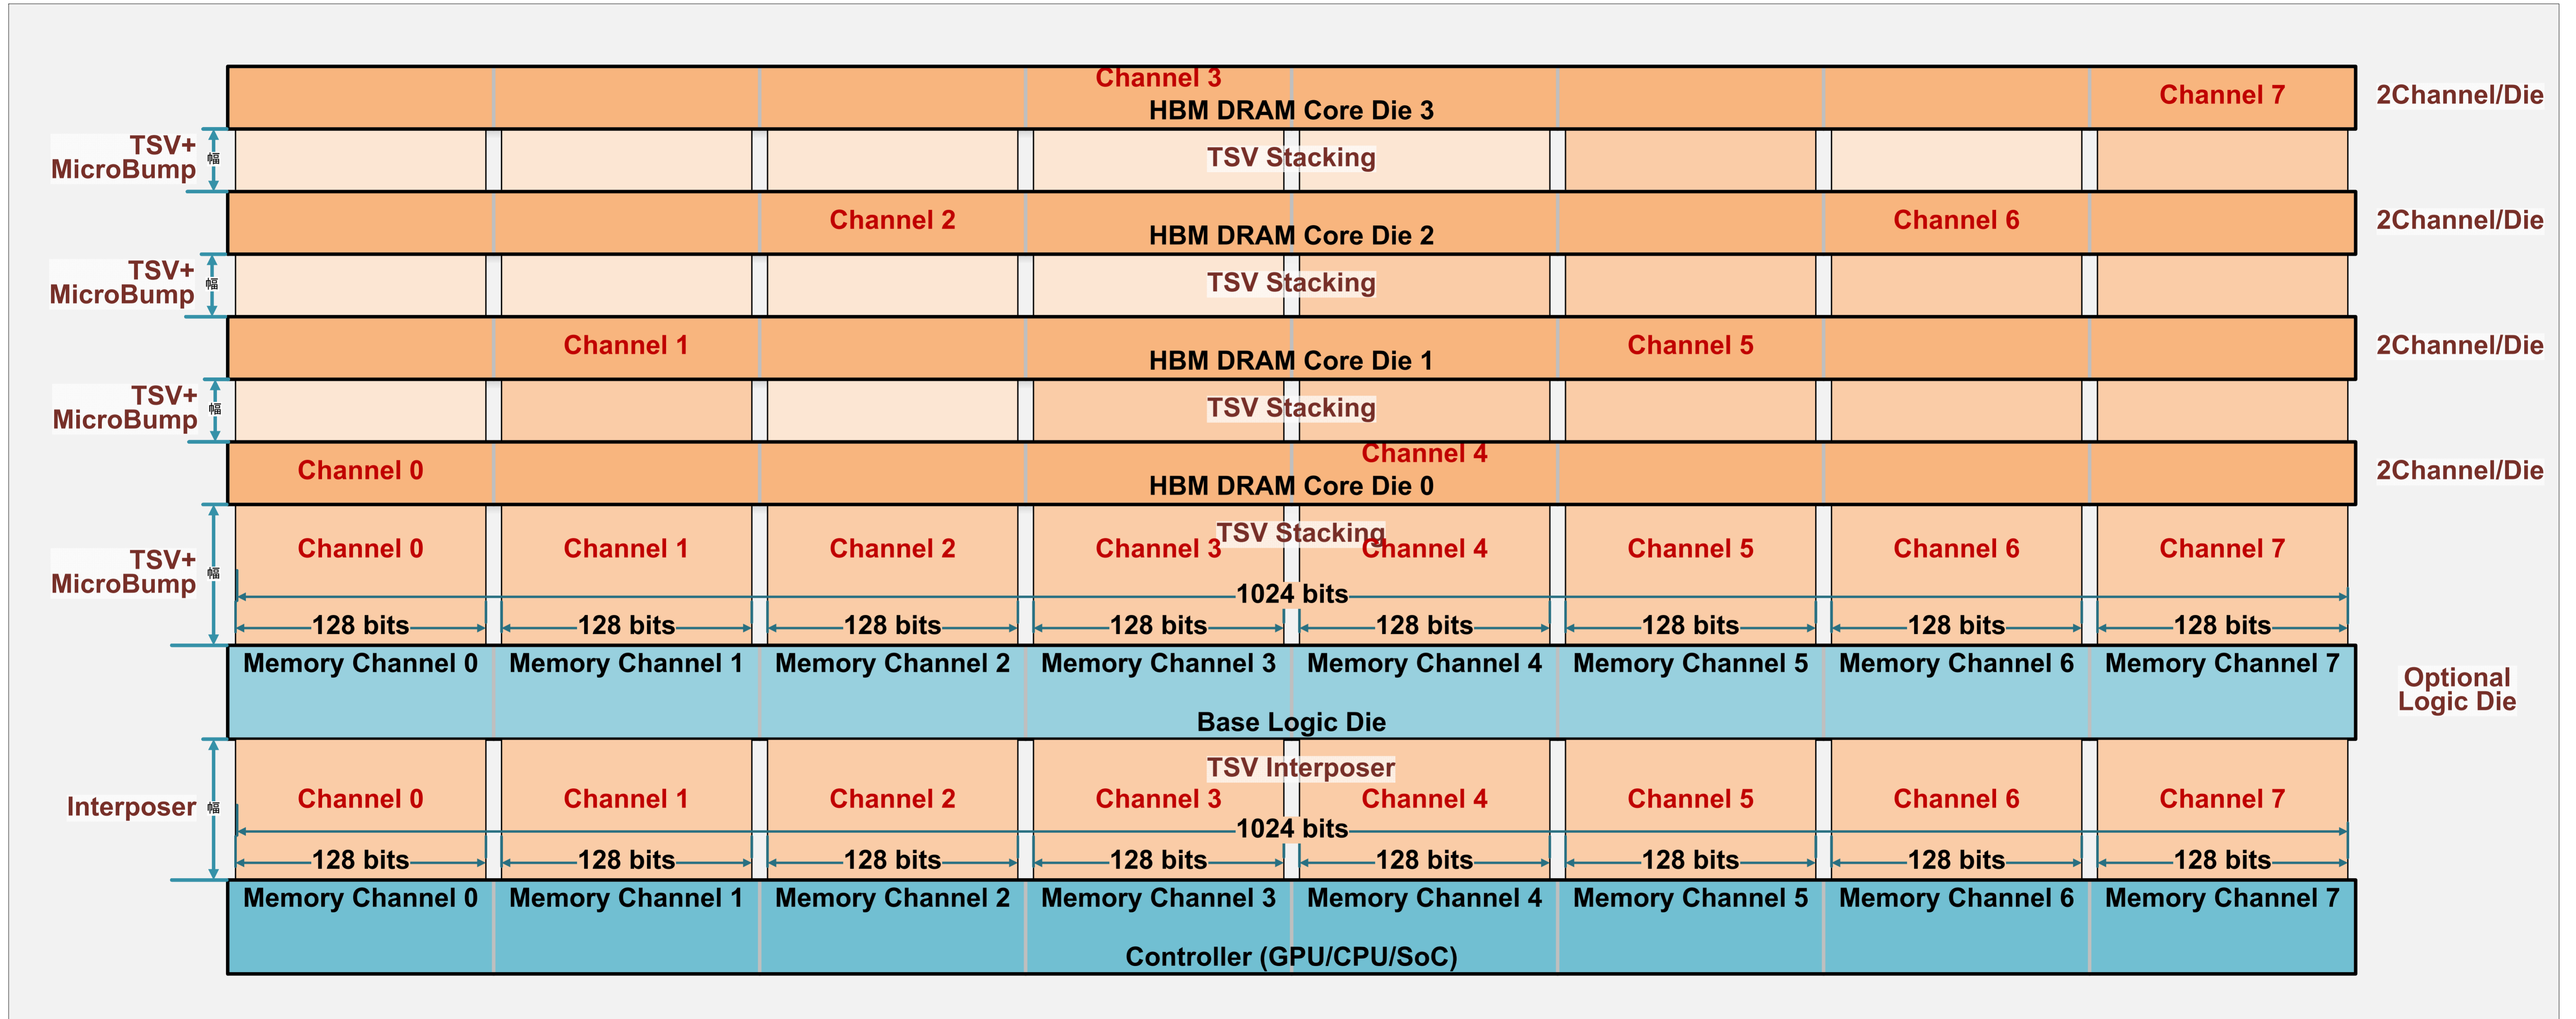 Channel 3
Channel 7
2Channel/Die
HBM DRAM Core Die 3
TSV+
MicroBump
幅
TSV Stacking
Channel 2
Channel 6
2Channel/Die
HBM DRAM Core Die 2
TSV+
MicroBump
幅
TSV Stacking
Channel 1
Channel 5
2Channel/Die
HBM DRAM Core Die 1
TSV+
MicroBump
幅
TSV Stacking
Channel 0
Channel 4
2Channel/Die
HBM DRAM Core Die 0
TSV Stacking
TSV+
MicroBump
幅
Channel 0 Channel 1 Channel 2 Channel 3 Channel 4 Channel 5 Channel 6 Channel 7
1024 bits
128 bits 128 bits 128 bits 128 bits 128 bits 128 bits 128 bits 128 bits
Memory Channel 0 Memory Channel 1 Memory Channel 2 Memory Channel 3 Memory Channel 4 Memory Channel 5 Memory Channel 6 Memory Channel 7
Optional
Logic Die
Base Logic Die
TSV Interposer
Interposer
幅
Channel 0 Channel 1 Channel 2 Channel 3 Channel 4 Channel 5 Channel 6 Channel 7
1024 bits
128 bits 128 bits 128 bits 128 bits 128 bits 128 bits 128 bits 128 bits
Memory Channel 0 Memory Channel 1 Memory Channel 2 Memory Channel 3 Memory Channel 4 Memory Channel 5 Memory Channel 6 Memory Channel 7
Controller (GPU/CPU/SoC)